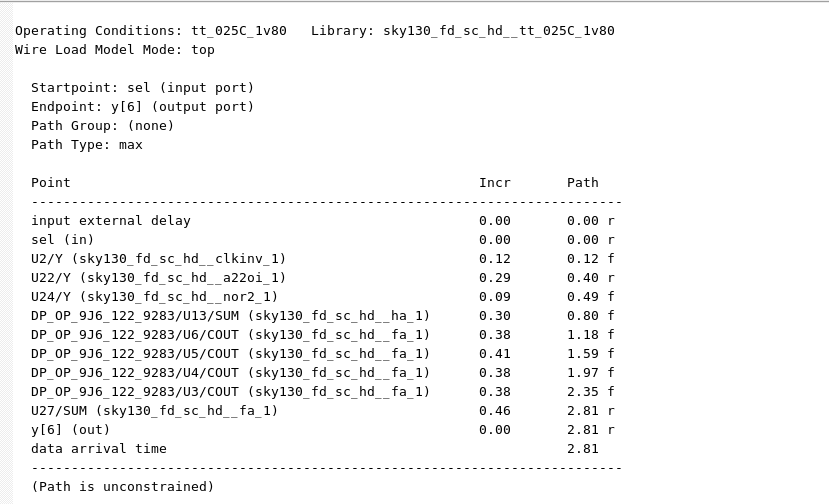 Operating Conditions: tt_025C_1v80   Library: sky130_fd_sc_hd__tt_025C_1v80
Wire Load Model Mode: top
Startpoint: sel (input port)
Endpoint: y[6] (output port)
Path Group: (none)
Path Type: max
Point                                                   Incr       Path
--------------------------------------------------------------------------
input external delay                                    0.00       0.00 r
sel (in)                                                0.00       0.00 r
U2/Y (sky130_fd_sc_hd__clkinv_1)                        0.12       0.12 f
U22/Y (sky130_fd_sc_hd__a22oi_1)                        0.29       0.40 r
U24/Y (sky130_fd_sc_hd__nor2_1)                         0.09       0.49 f
DP_OP_9J6_122_9283/U13/SUM (sky130_fd_sc_hd__ha_1)      0.30       0.80 f
DP_OP_9J6_122_9283/U6/COUT (sky130_fd_sc_hd__fa_1)      0.38       1.18 f
DP_OP_9J6_122_9283/U5/COUT (sky130_fd_sc_hd__fa_1)      0.41       1.59 f
DP_OP_9J6_122_9283/U4/COUT (sky130_fd_sc_hd__fa_1)      0.38       1.97 f
DP_OP_9J6_122_9283/U3/COUT (sky130_fd_sc_hd__fa_1)      0.38       2.35 f
U27/SUM (sky130_fd_sc_hd__fa_1)                         0.46       2.81 r
y[6] (out)                                              0.00       2.81 r
data arrival time                                                  2.81
--------------------------------------------------------------------------
(Path is unconstrained)